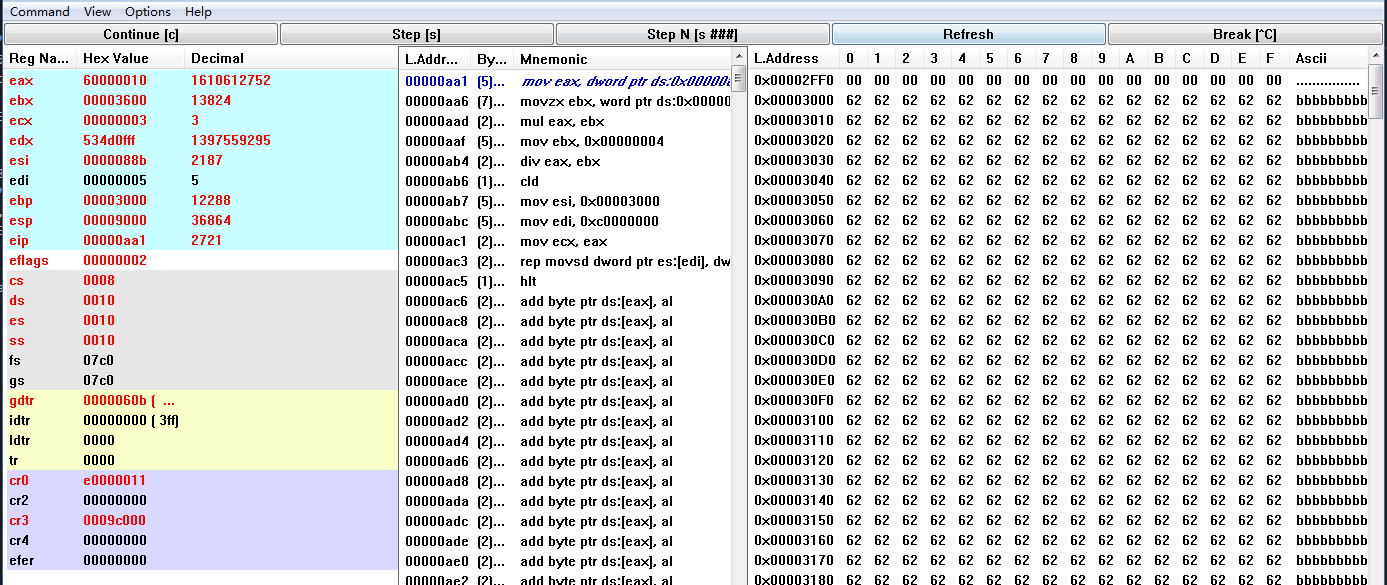 Command View Options Help
Continue [c] Step [s] Step N [s ###] Refresh Break [^C]
Reg Na... Hex Value Decimal
eax 60000010 1610612752
ebx 00003600 13824
ecx 00000003 3
edx 534d0fff 1397559295
esi 0000088b 2187
edi 00000005 5
ebp 00003000 12288
esp 00009000 36864
eip 00000aa1 2721
eflags 00000002
cs 0008
ds 0010
es 0010
ss 0010
fs 07c0
gs 07c0
gdtr 0000060b ( ...
idtr 00000000 ( 3ff)
ldtr 0000
tr 0000
cr0 e0000011
cr2 00000000
cr3 0009c000
cr4 00000000
efer 00000000
L.Addr... By... Mnemonic
00000aa1 (5)... mov eax, dword ptr ds:0x00000
00000aa6 (7)... movzx ebx, word ptr ds:0x00000
00000aad (2)... mul eax, ebx
00000aaf (5)... mov ebx, 0x00000004
00000ab4 (2)... div eax, ebx
00000ab6 (1)... cld
00000ab7 (5)... mov esi, 0x00003000
00000abc (5)... mov edi, 0xc0000000
00000ac1 (2)... mov ecx, eax
00000ac3 (2)... rep movsd dword ptr es:[edi], dw
00000ac5 (1)... hlt
00000ac6 (2)... add byte ptr ds:[eax], al
00000ac8 (2)... add byte ptr ds:[eax], al
00000aca (2)... add byte ptr ds:[eax], al
00000acc (2)... add byte ptr ds:[eax], al
00000ace (2)... add byte ptr ds:[eax], al
00000ad0 (2)... add byte ptr ds:[eax], al
00000ad2 (2)... add byte ptr ds:[eax], al
00000ad4 (2)... add byte ptr ds:[eax], al
00000ad6 (2)... add byte ptr ds:[eax], al
00000ad8 (2)... add byte ptr ds:[eax], al
00000ada (2)... add byte ptr ds:[eax], al
00000adc (2)... add byte ptr ds:[eax], al
00000ade (2)... add byte ptr ds:[eax], al
00000ae0 (2)... add byte ptr ds:[eax], al
00000ae2 (2)... add byte ptr ds:[eax], al
L.Address 0 1 2 3 4 5 6 7 8 9 A B C D E F Ascii
0x00002FF0 00 00 00 00 00 00 00 00 00 00 00 00 00 00 00 00 ................
0x00003000 62 62 62 62 62 62 62 62 62 62 62 62 62 62 62 62 bbbbbbbbb
0x00003010 62 62 62 62 62 62 62 62 62 62 62 62 62 62 62 62 bbbbbbbbb
0x00003020 62 62 62 62 62 62 62 62 62 62 62 62 62 62 62 62 bbbbbbbbb
0x00003030 62 62 62 62 62 62 62 62 62 62 62 62 62 62 62 62 bbbbbbbbb
0x00003040 62 62 62 62 62 62 62 62 62 62 62 62 62 62 62 62 bbbbbbbbb
0x00003050 62 62 62 62 62 62 62 62 62 62 62 62 62 62 62 62 bbbbbbbbb
0x00003060 62 62 62 62 62 62 62 62 62 62 62 62 62 62 62 62 bbbbbbbbb
0x00003070 62 62 62 62 62 62 62 62 62 62 62 62 62 62 62 62 bbbbbbbbb
0x00003080 62 62 62 62 62 62 62 62 62 62 62 62 62 62 62 62 bbbbbbbbb
0x00003090 62 62 62 62 62 62 62 62 62 62 62 62 62 62 62 62 bbbbbbbbb
0x000030A0 62 62 62 62 62 62 62 62 62 62 62 62 62 62 62 62 bbbbbbbbb
0x000030B0 62 62 62 62 62 62 62 62 62 62 62 62 62 62 62 62 bbbbbbbbb
0x000030C0 62 62 62 62 62 62 62 62 62 62 62 62 62 62 62 62 bbbbbbbbb
0x000030D0 62 62 62 62 62 62 62 62 62 62 62 62 62 62 62 62 bbbbbbbbb
0x000030E0 62 62 62 62 62 62 62 62 62 62 62 62 62 62 62 62 bbbbbbbbb
0x000030F0 62 62 62 62 62 62 62 62 62 62 62 62 62 62 62 62 bbbbbbbbb
0x00003100 62 62 62 62 62 62 62 62 62 62 62 62 62 62 62 62 bbbbbbbbb
0x00003110 62 62 62 62 62 62 62 62 62 62 62 62 62 62 62 62 bbbbbbbbb
0x00003120 62 62 62 62 62 62 62 62 62 62 62 62 62 62 62 62 bbbbbbbbb
0x00003130 62 62 62 62 62 62 62 62 62 62 62 62 62 62 62 62 bbbbbbbbb
0x00003140 62 62 62 62 62 62 62 62 62 62 62 62 62 62 62 62 bbbbbbbbb
0x00003150 62 62 62 62 62 62 62 62 62 62 62 62 62 62 62 62 bbbbbbbbb
0x00003160 62 62 62 62 62 62 62 62 62 62 62 62 62 62 62 62 bbbbbbbbb
0x00003170 62 62 62 62 62 62 62 62 62 62 62 62 62 62 62 62 bbbbbbbbb
0x00003180 62 62 62 62 62 62 62 62 62 62 62 62 62 62 62 62 bbbbbbbbb